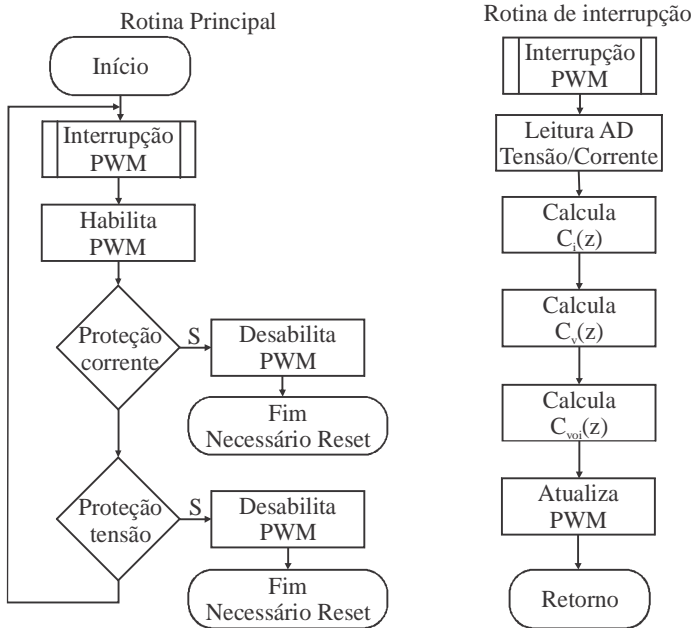 Rotina Principal
Início
Interrupção
PWM
Habilita
PWM
Proteção
corrente
S
Desabilita
PWM
Fim
Necessário Reset
Proteção
tensão
S
Desabilita
PWM
Fim
Necessário Reset
Rotina de interrupção
Interrupção
PWM
Leitura AD
Tensão/Corrente
Calcula
Ci(z)
Calcula
Cv(z)
Calcula
Cvoi(z)
Atualiza
PWM
Retorno